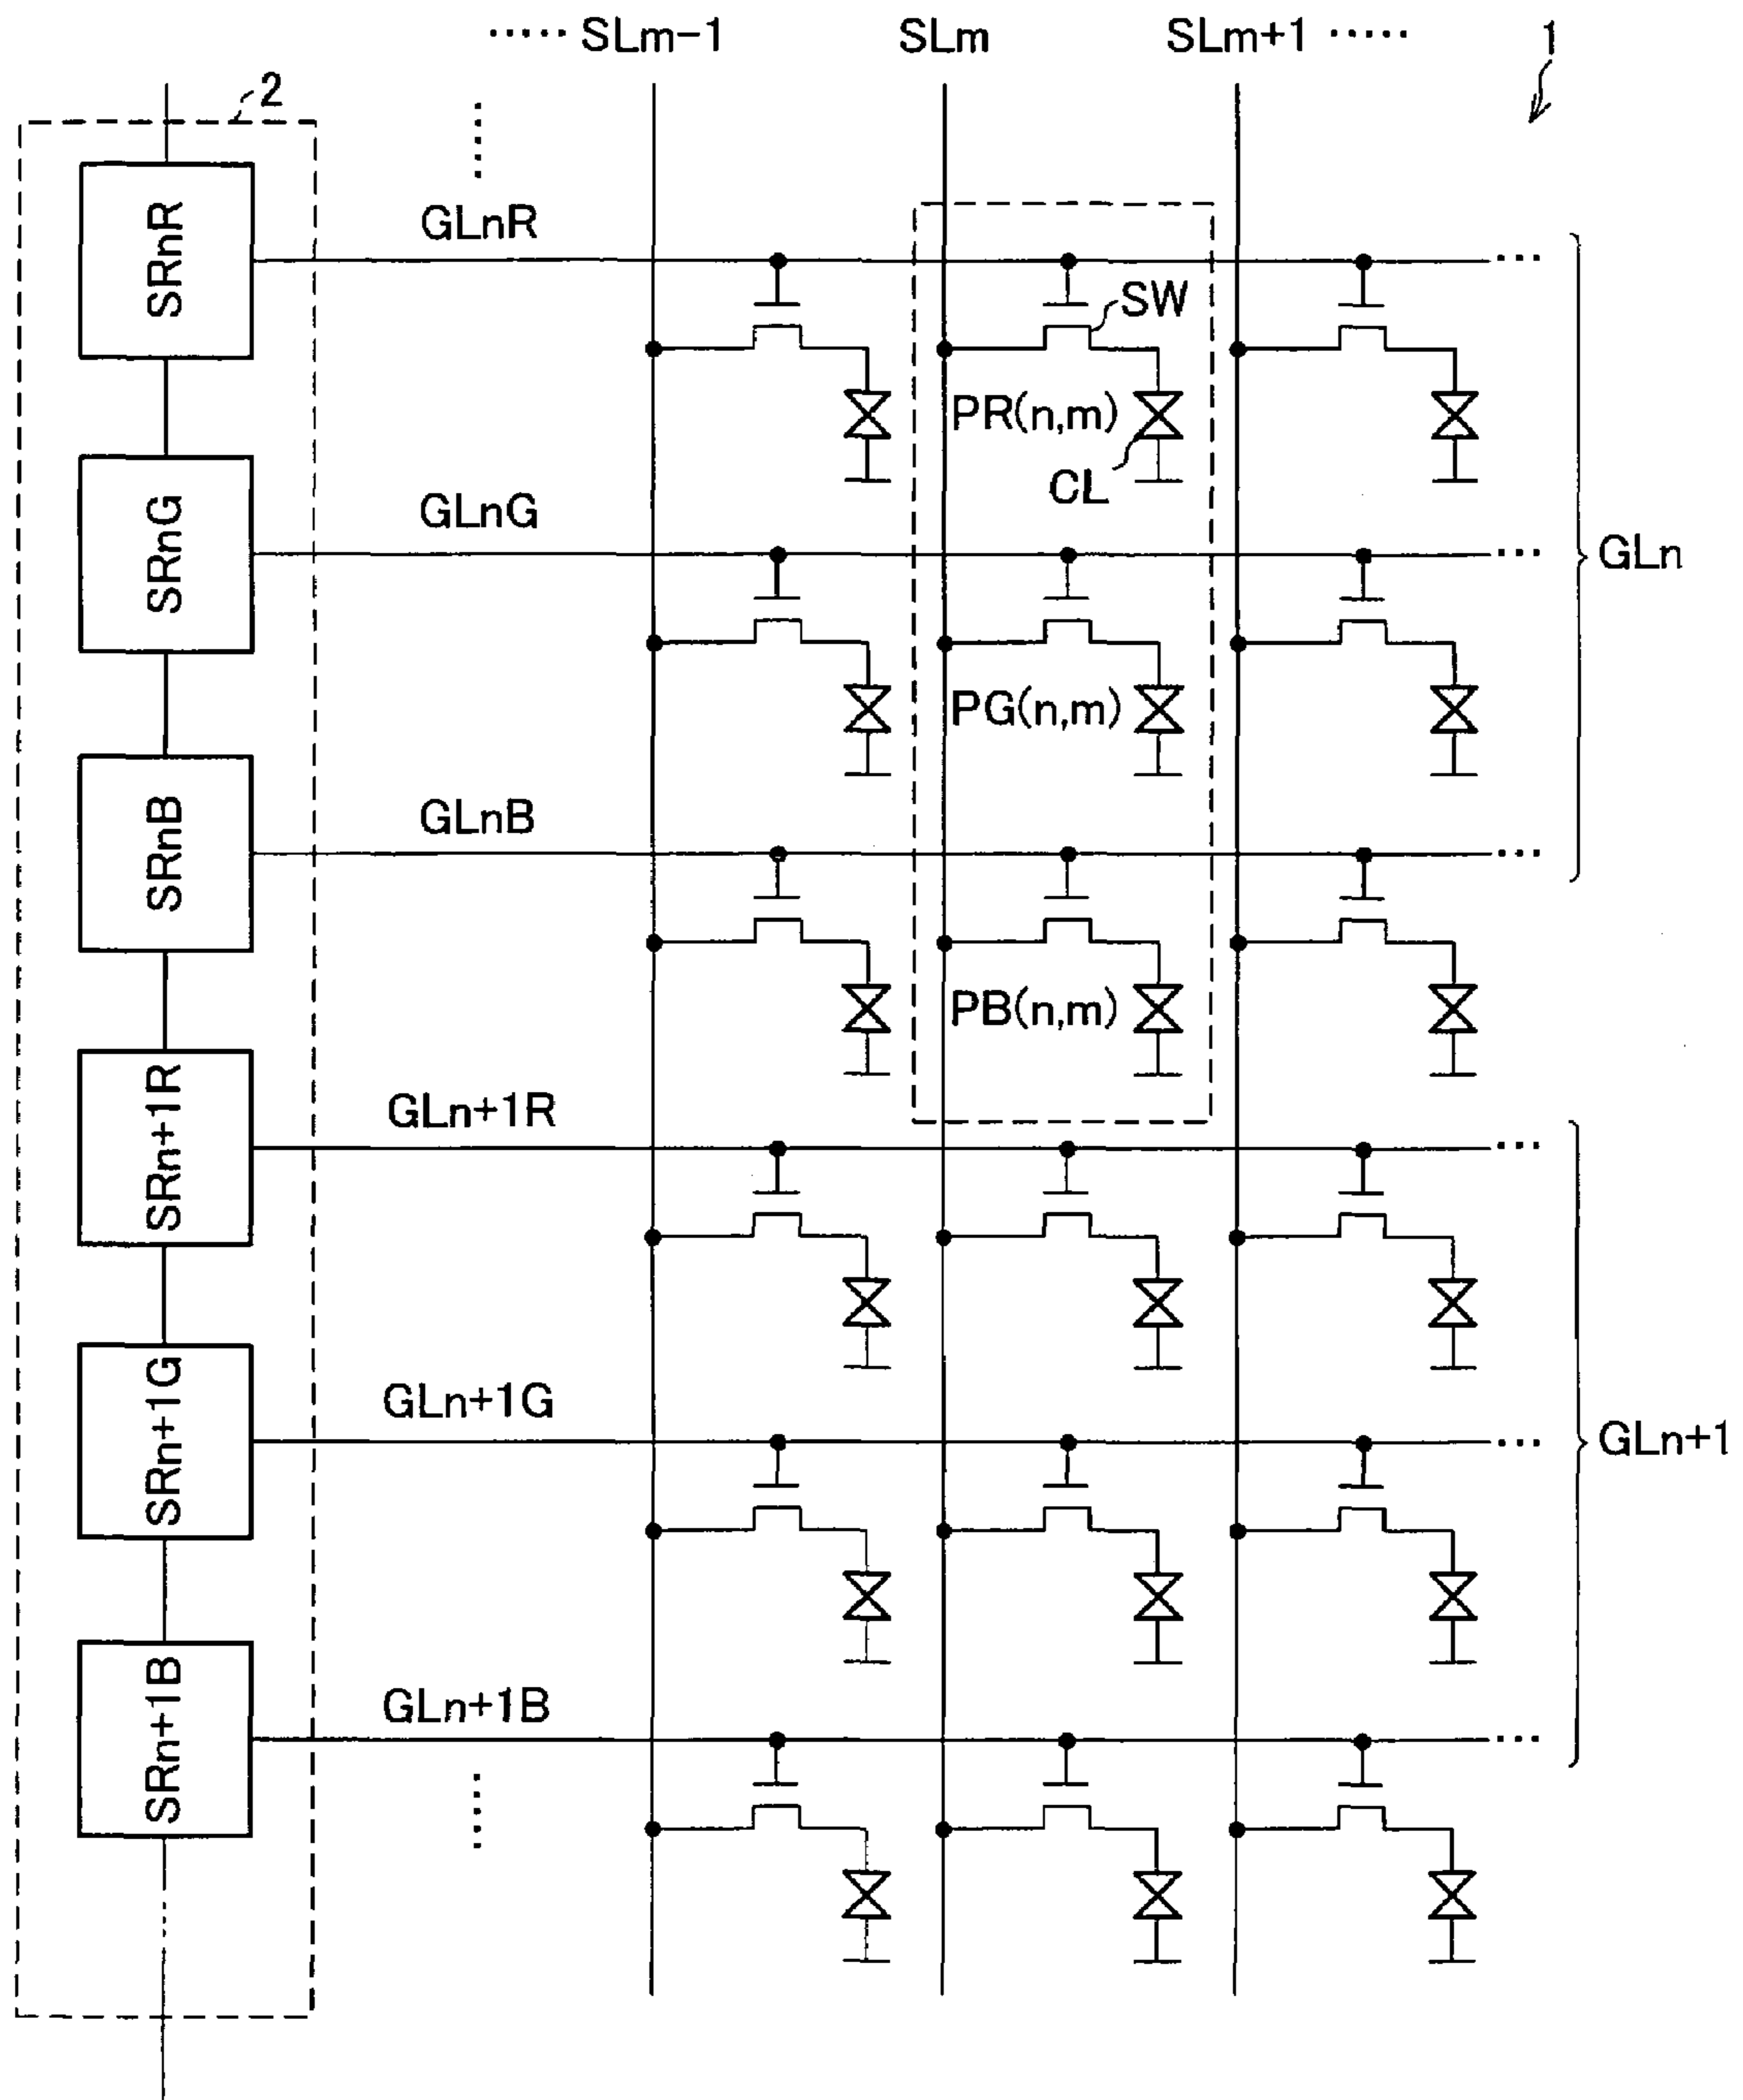 ····· SLm-1 SLm SLm+1 ·····
1
2
SRnR
GLnR
SW
PR(n,m)
CL
SRnG
GLnG
GLn
PG(n,m)
SRnB
GLnB
PB(n,m)
SRn+1R
GLn+1R
SRn+1G
GLn+1G
GLn+1
SRn+1B
GLn+1B